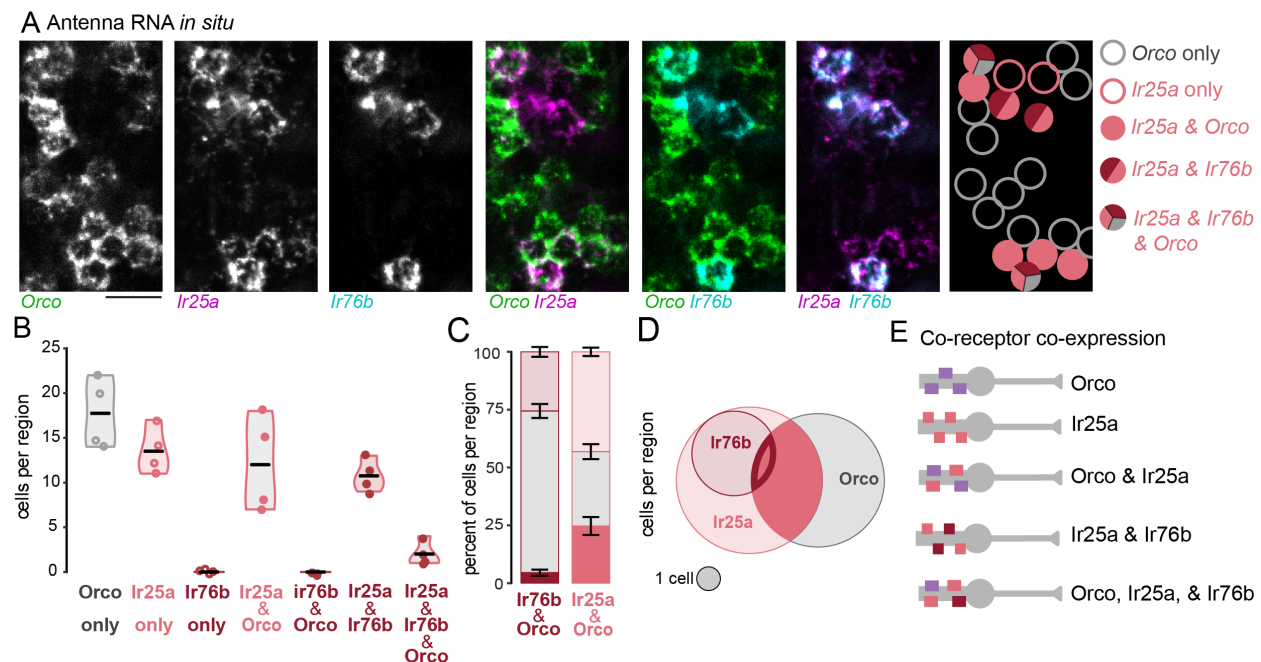 A Antenna RNA in situ
Orco
Ir25a
Ir76b
Orco Ir25a
Orco Ir76b
Ir25a Ir76b
Orco only
Ir25a only
Ir25a & Orco
Ir25a & Ir76b
Ir25a & Ir76b
& Orco
B
cells per region
25
20
15
10
5
0
Orco
only
Ir25a
only
Ir76b
only
Ir25a
&
Orco
ir76b
&
Orco
Ir25a
&
Ir76b
Ir25a
&
Ir76b
&
Orco
C
percent of cells per region
100
75
50
25
0
Ir76b
&
Orco
Ir25a
&
Orco
D
cells per region
Ir76b
Ir25a
Orco
1 cell
E Co-receptor co-expression
Orco
Ir25a
Orco & Ir25a
Ir25a & Ir76b
Orco, Ir25a, & Ir76b